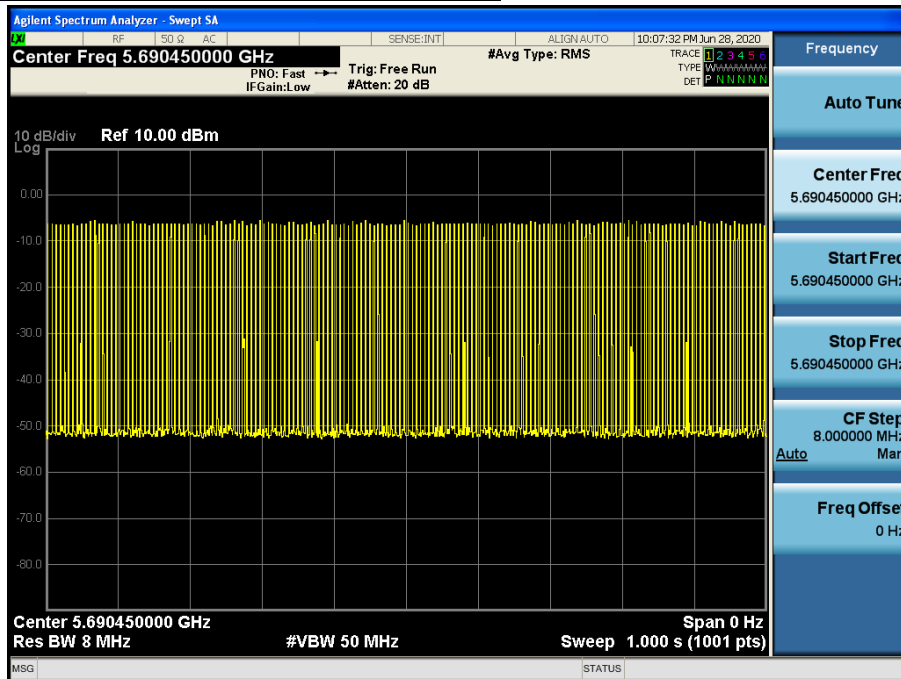 Agilent Spectrum Analyzer - Swept SA
LXI RF 50 Ω AC SENSE:INT ALIGN AUTO 10:07:32 PM Jun 28, 2020
Center Freq 5.690450000 GHz #Avg Type: RMS TRACE 1 2 3 4 5 6
PNO: Fast Trig: Free Run TYPE WWWWWW
IFGain:Low #Atten: 20 dB DET P N N N N N
10 dB/div Ref 10.00 dBm
Log
0.00
-10.0
-20.0
-30.0
-40.0
-50.0
-60.0
-70.0
-80.0
Center 5.690450000 GHz Span 0 Hz
Res BW 8 MHz #VBW 50 MHz Sweep 1.000 s (1001 pts)
MSG STATUS
Frequency
Auto Tune
Center Freq
5.690450000 GHz
Start Freq
5.690450000 GHz
Stop Freq
5.690450000 GHz
CF Step
8.000000 MHz
Auto Man
Freq Offset
0 Hz